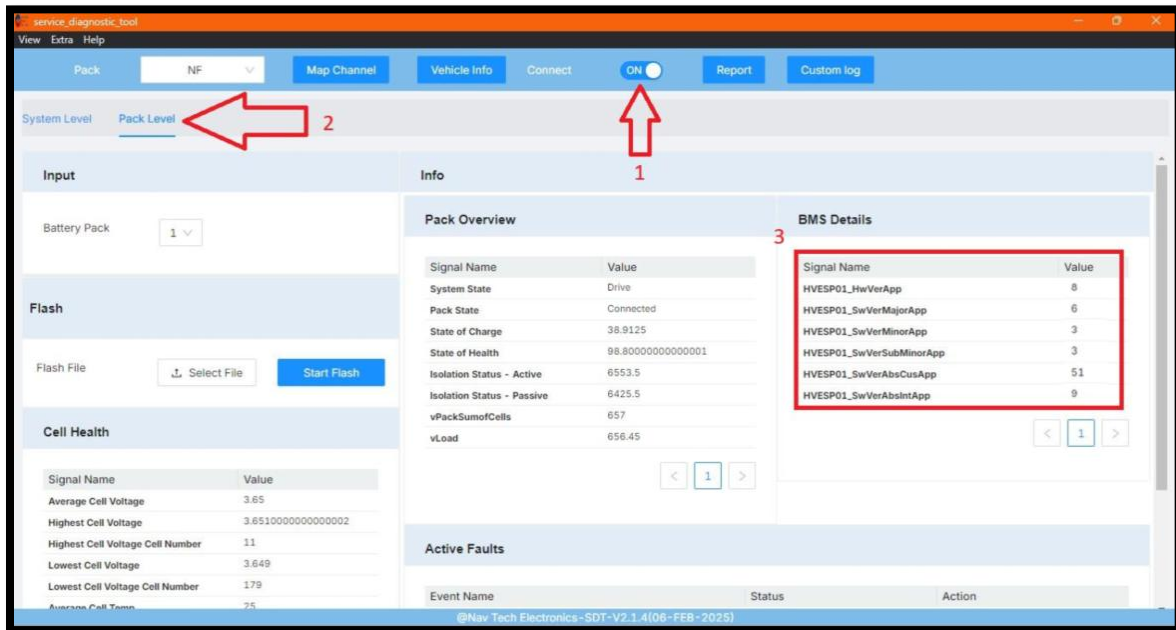 service_diagnostic_tool
View Extra Help
Pack NF Map Channel Vehicle Info Connect ON Report Custom log
System Level Pack Level 2
1
Input
Battery Pack 1
Flash
Flash File Select File Start Flash
Cell Health
Signal Name Value
Average Cell Voltage 3.65
Highest Cell Voltage 3.6510000000000002
Highest Cell Voltage Cell Number 11
Lowest Cell Voltage 3.649
Lowest Cell Voltage Cell Number 179
Average Cell Temp 25
Info
Pack Overview
Signal Name Value
System State Drive
Pack State Connected
State of Charge 38.9125
State of Health 98.80000000000001
Isolation Status - Active 6553.5
Isolation Status - Passive 6425.5
vPackSumofCells 657
vLoad 656.45
< 1 >
BMS Details
3
Signal Name Value
HVESP01_HwVerApp 8
HVESP01_SwVerMajorApp 6
HVESP01_SwVerMinorApp 3
HVESP01_SwVerSubMinorApp 3
HVESP01_SwVerAbsCusApp 51
HVESP01_SwVerAbsIntApp 9
< 1 >
Active Faults
Event Name Status Action
@Nav Tech Electronics-SDT-V2.1.4(06-FEB-2025)